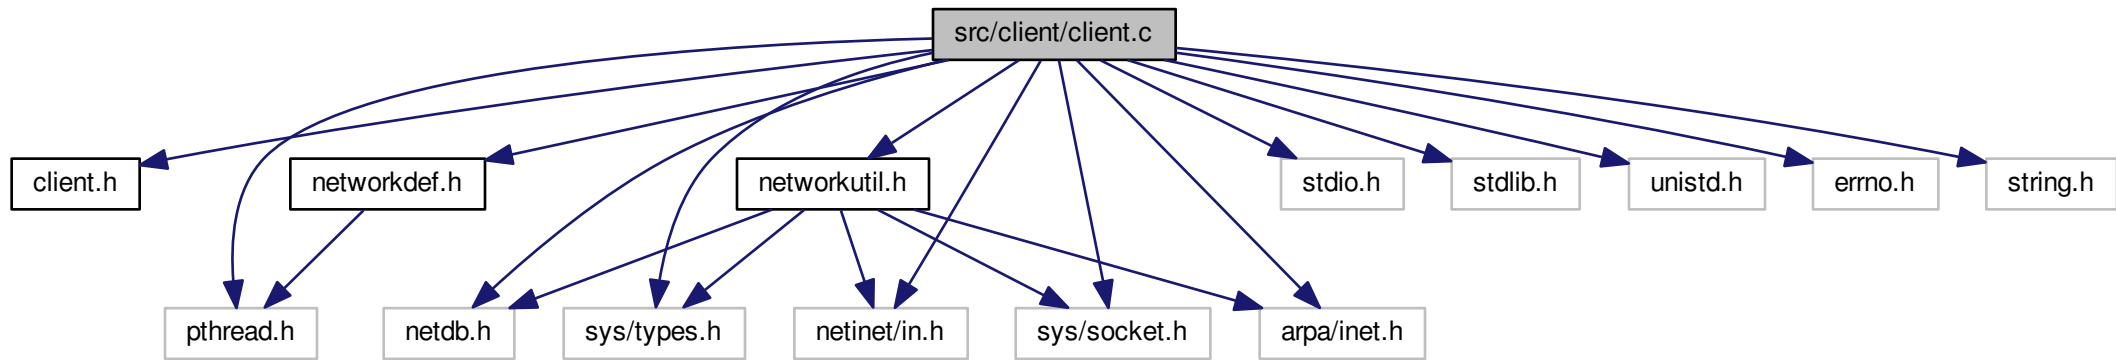 src/client/client.c
client.h
networkdef.h
networkutil.h
stdio.h
stdlib.h
unistd.h
errno.h
string.h
pthread.h
netdb.h
sys/types.h
netinet/in.h
sys/socket.h
arpa/inet.h